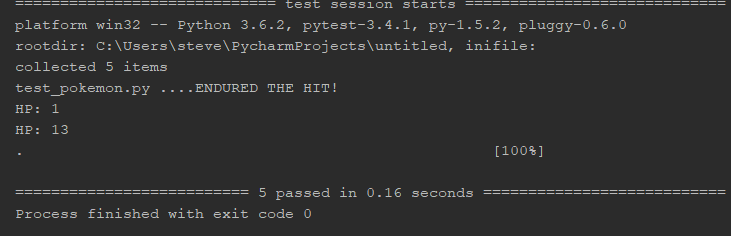 ============================= test session starts =============================
platform win32 -- Python 3.6.2, pytest-3.4.1, py-1.5.2, pluggy-0.6.0
rootdir: C:\Users\steve\PycharmProjects\untitled, inifile:
collected 5 items
test_pokemon.py ....ENDURED THE HIT!
HP: 1
HP: 13
. [100%]
========================== 5 passed in 0.16 seconds ===========================
Process finished with exit code 0